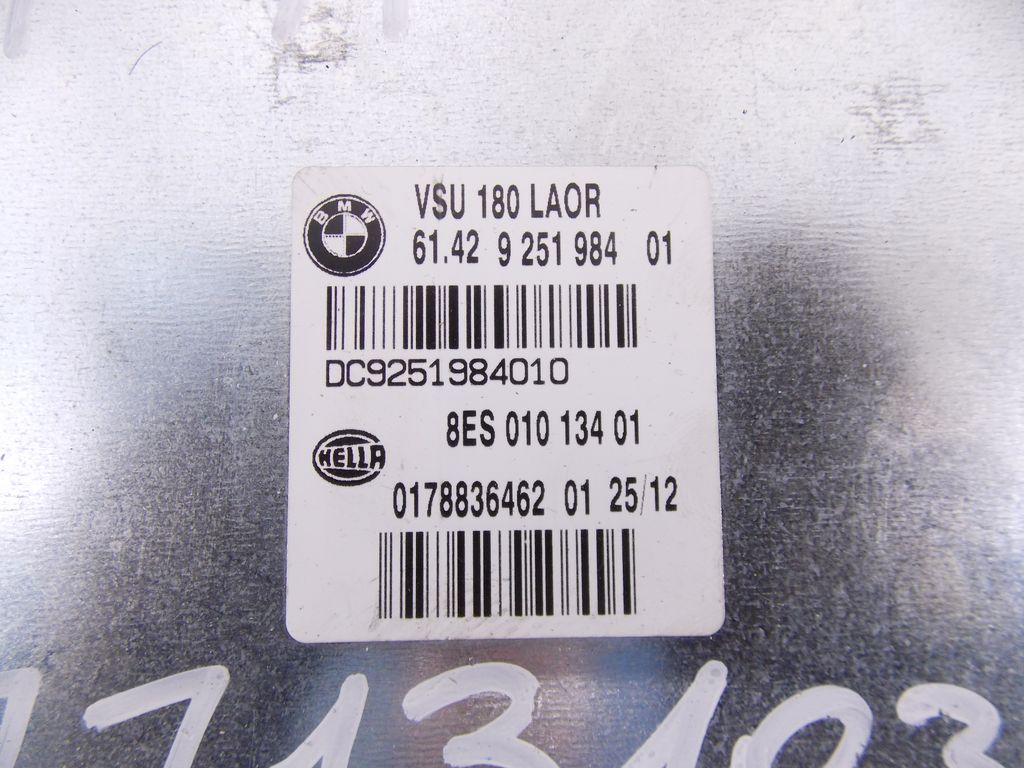 BMW
VSU 180 LAOR
61.42 9 251 984 01
DC9251984010
8ES 010 134 01
HELLA
0178836462 01 25/12